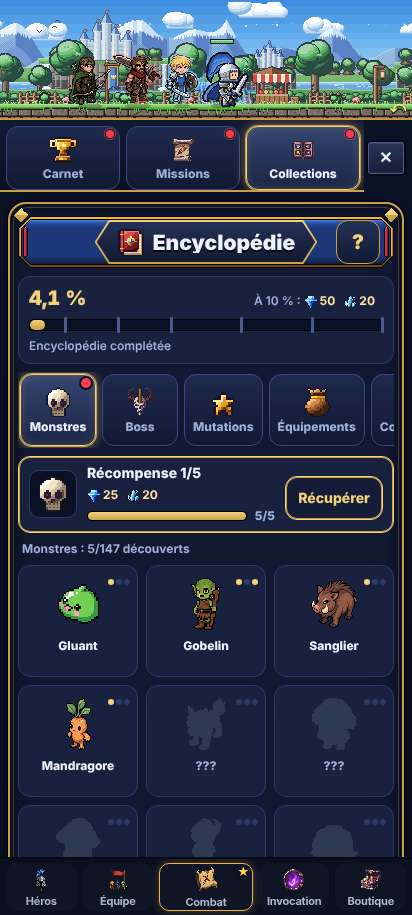 Carnet
Missions
Collections
×
Encyclopédie
?
4,1 %
À 10 % : 50 20
Encyclopédie complétée
Monstres
Boss
Mutations
Équipements
Co
Récompense 1/5
25 20
5/5
Récupérer
Monstres : 5/147 découverts
Gluant
Gobelin
Sanglier
Mandragore
???
???
Héros
Équipe
Combat
Invocation
Boutique